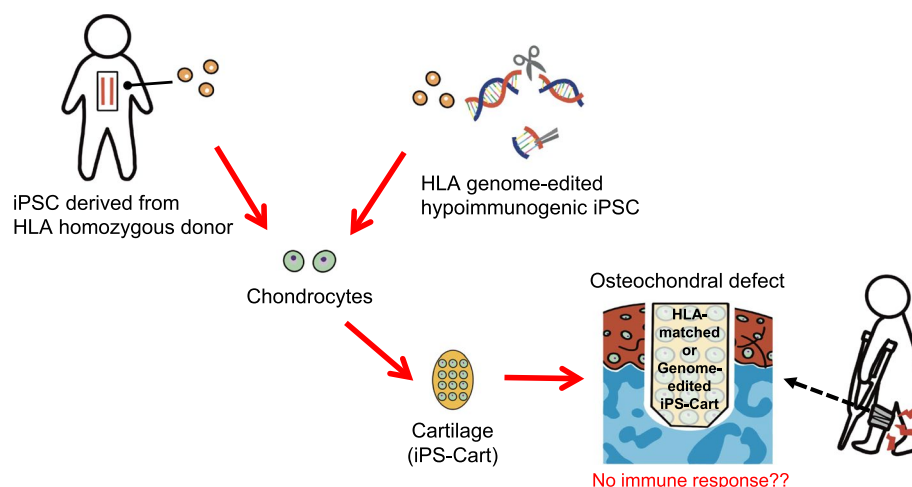 iPSC derived from
HLA homozygous donor
HLA genome-edited
hypoimmunogenic iPSC
Chondrocytes
Cartilage
(iPS-Cart)
Osteochondral defect
HLA-
matched
or
Genome-
edited
iPS-Cart
No immune response??